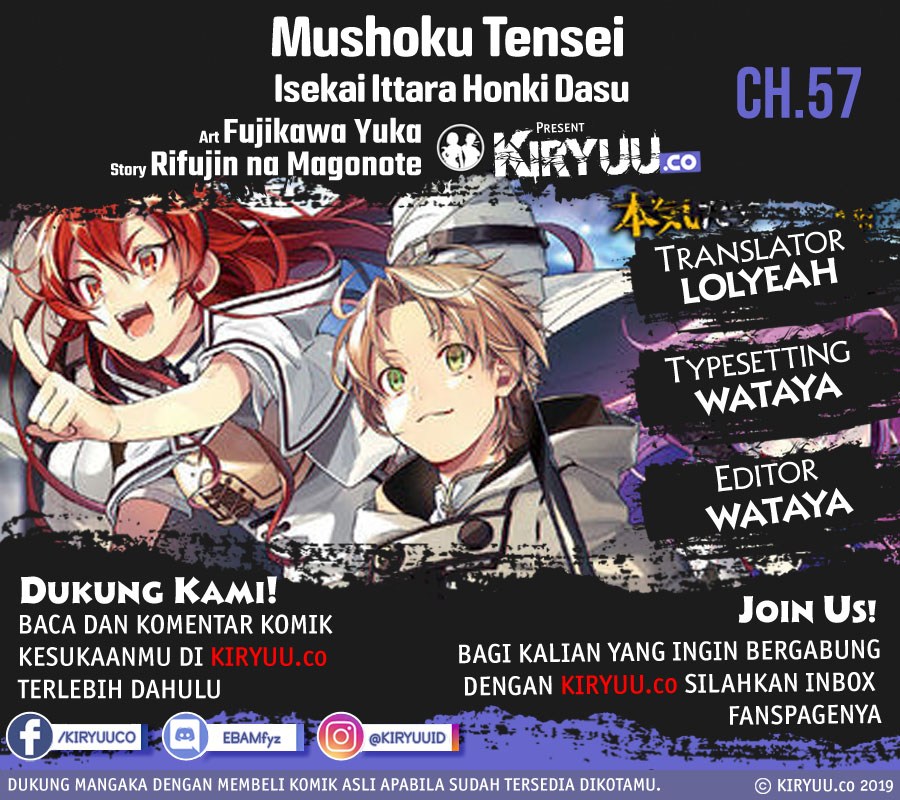 Mushoku Tensei
Isekai Ittara Honki Dasu
CH.57
Art Fujikawa Yuka
Story Rifujin na Magonote
PRESENT
KIRYUU.CO
本気
TRANSLATOR
LOLYEAH
TYPESETTING
WATAYA
EDITOR
WATAYA
DUKUNG KAMI!
BACA DAN KOMENTAR KOMIK
KESUKAANMU DI KIRYUU.co
TERLEBIH DAHULU
JOIN US!
BAGI KALIAN YANG INGIN BERGABUNG
DENGAN KIRYUU.co SILAHKAN INBOX
FANSPAGENYA
/KIRYUUCO
EBAMfyz
@KIRYUUID
DUKUNG MANGAKA DENGAN MEMBELI KOMIK ASLI APABILA SUDAH TERSEDIA DIKOTAMU.
© KIRYUU.co 2019